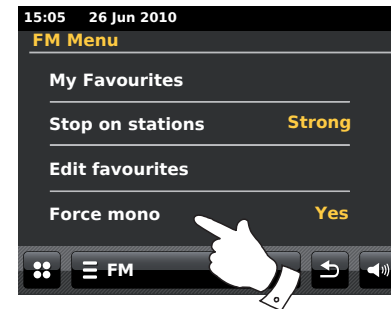 15:05 26 Jun 2010
FM Menu
My Favourites
Stop on stations Strong
Edit favourites
Force mono Yes
FM